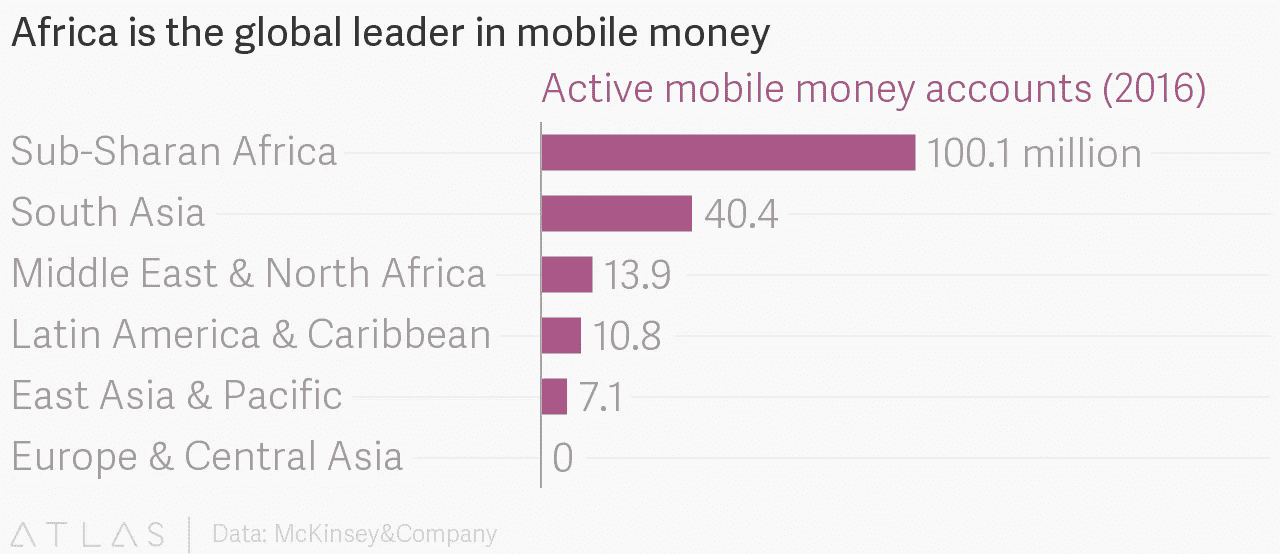 Africa is the global leader in mobile money
Active mobile money accounts (2016)
Sub-Sharan Africa 100.1 million
South Asia 40.4
Middle East & North Africa 13.9
Latin America & Caribbean 10.8
East Asia & Pacific 7.1
Europe & Central Asia 0
ATLAS Data: McKinsey&Company